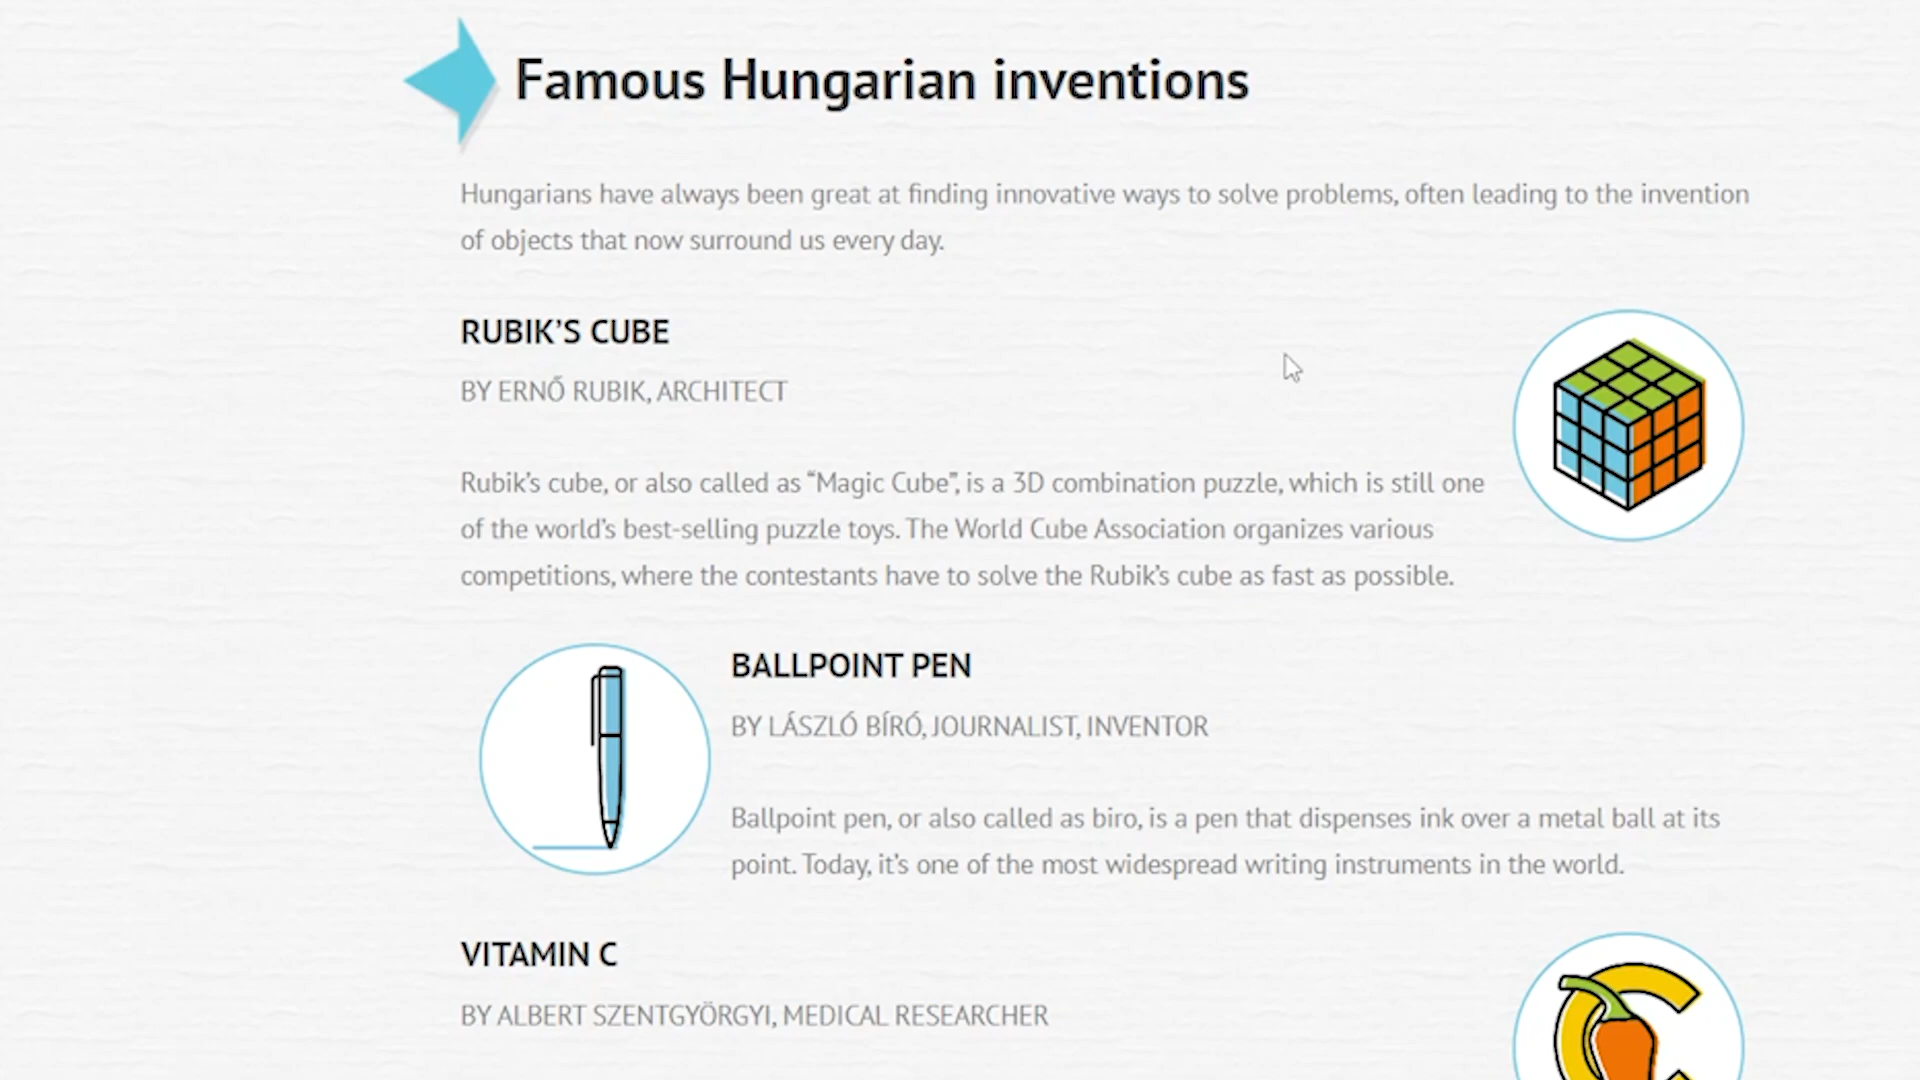 Famous Hungarian inventions
Hungarians have always been great at finding innovative ways to solve problems, often leading to the invention
of objects that now surround us every day.
RUBIK’S CUBE
BY ERNŐ RUBIK, ARCHITECT
Rubik’s cube, or also called as “Magic Cube”, is a 3D combination puzzle, which is still one
of the world’s best-selling puzzle toys. The World Cube Association organizes various
competitions, where the contestants have to solve the Rubik’s cube as fast as possible.
BALLPOINT PEN
BY LÁSZLÓ BÍRÓ, JOURNALIST, INVENTOR
Ballpoint pen, or also called as biro, is a pen that dispenses ink over a metal ball at its
point. Today, it’s one of the most widespread writing instruments in the world.
VITAMIN C
BY ALBERT SZENTGYÖRGYI, MEDICAL RESEARCHER
C